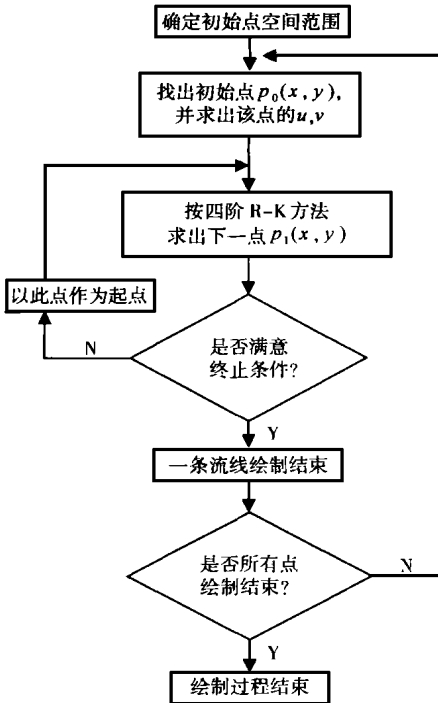 确定初始点空间范围
找出初始点p₀(x,y),
并求出该点的u,v
按四阶 R-K 方法
求出下一点p₁(x,y)
以此点作为起点
N
是否满意
终止条件?
Y
一条流线绘制结束
是否所有点
绘制结束?
N
Y
绘制过程结束